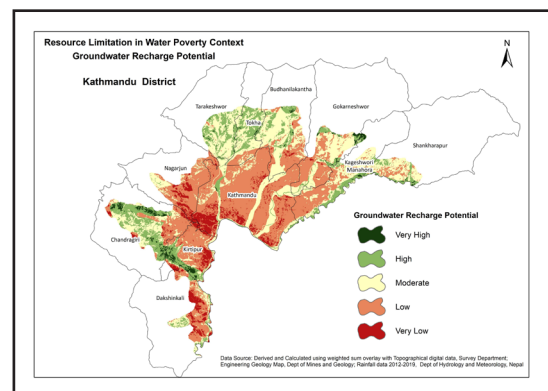 Resource Limitation in Water Poverty Context
Groundwater Recharge Potential
Kathmandu District
N
Budhanilakantha
Tarakeshwor
Gokarneshwor
Tokha
Shankharapur
Kageshwori
Manahora
Nagarjun
Kathmandu
Chandragiri
Kirtipur
Dakshinkali
Groundwater Recharge Potential
Very High
High
Moderate
Low
Very Low
Data Source: Derived and Calculated using weighted sum overlay with Topographical digital data, Survey Department;
Engineering Geology Map, Dept of Mines and Geology; Rainfall data 2012-2019, Dept of Hydrology and Meteorology, Nepal